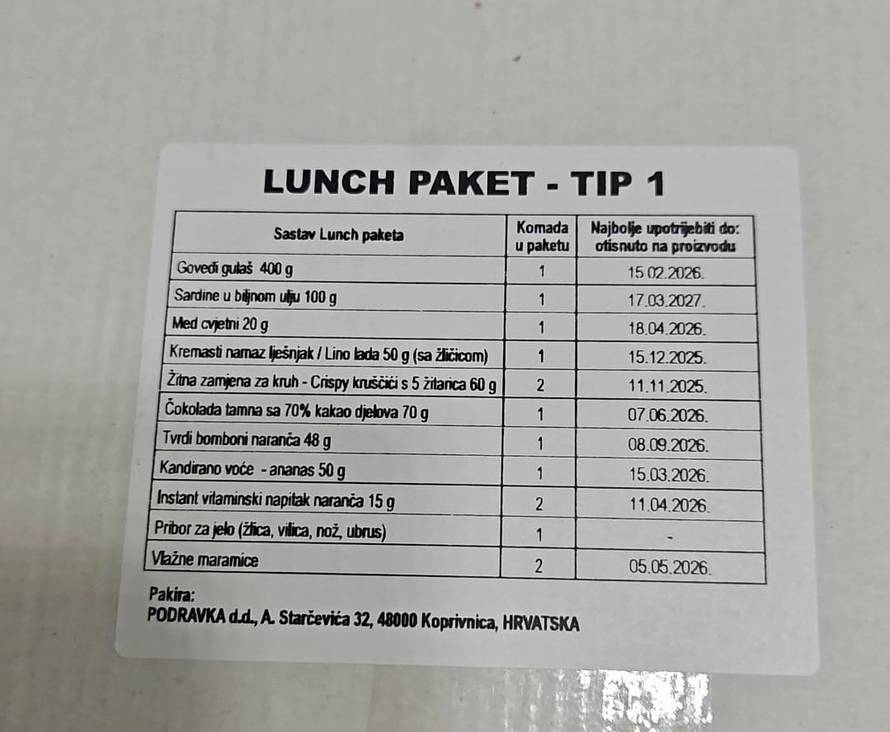 LUNCH PAKET - TIP 1
Sastav Lunch paketa Komada u paketu Najbolje upotrijebiti do: otisnuto na proizvodu
Goveđi gulaš 400 g 1 15.02.2026.
Sardine u biljnom ulju 100 g 1 17.03.2027.
Med cvjetni 20 g 1 18.04.2026.
Kremasti namaz lješnjak / Lino lada 50 g (sa žličicom) 1 15.12.2025.
Žitna zamjena za kruh - Crispy kruščići s 5 žitarica 60 g 2 11.11.2025.
Čokolada tamna sa 70% kakao djelova 70 g 1 07.06.2026.
Tvrdi bomboni naranča 48 g 1 08.09.2026.
Kandirano voće - ananas 50 g 1 15.03.2026.
Instant vitaminski napitak naranča 15 g 2 11.04.2026.
Pribor za jelo (žlica, vilica, nož, ubrus) 1 -
Vlažne maramice 2 05.05.2026.
Pakira:
PODRAVKA d.d., A. Starčevića 32, 48000 Koprivnica, HRVATSKA